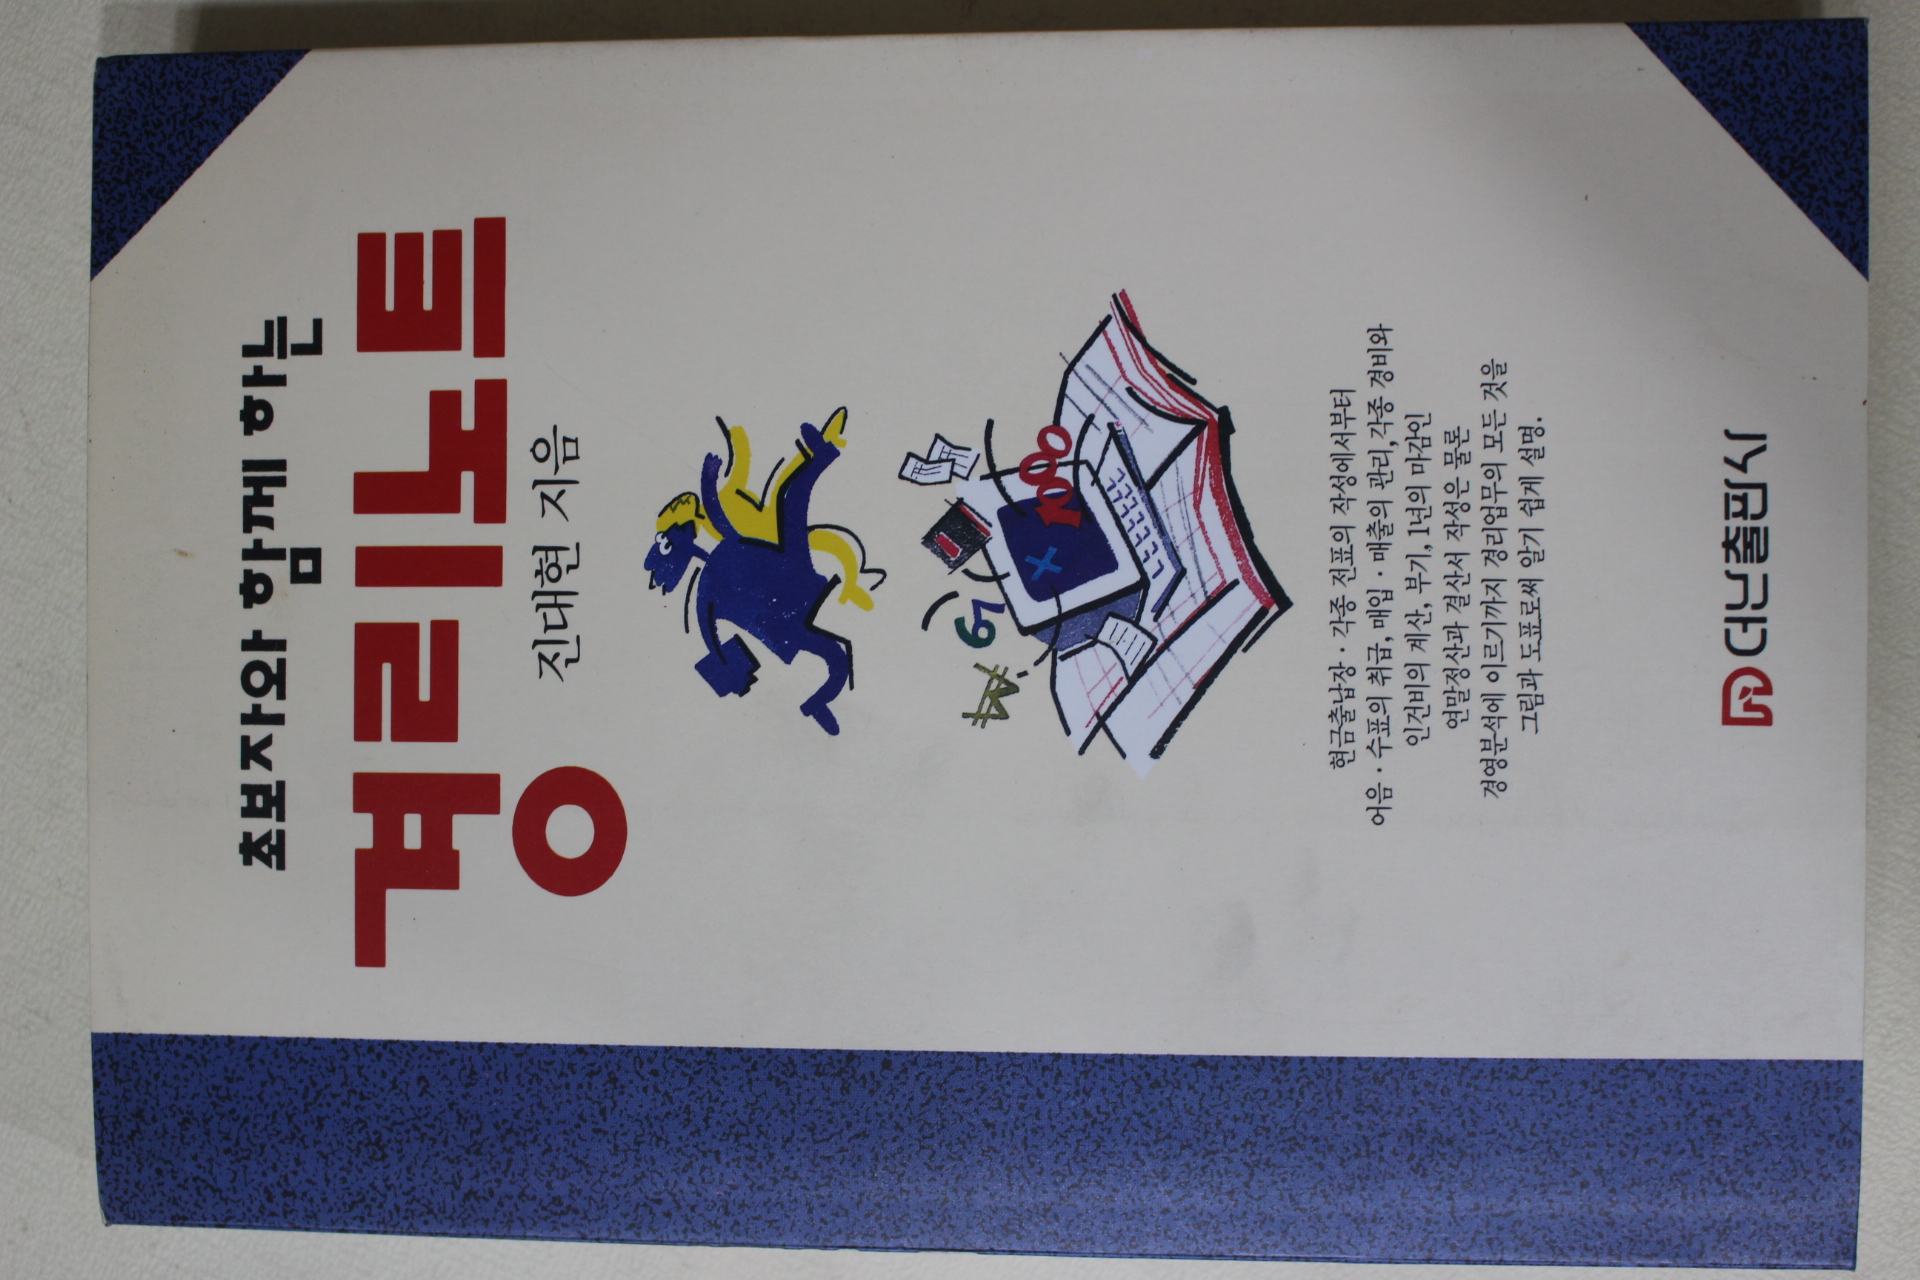 초보자와 함께 하는
경리노트
진대현 지음
₩
67
1000
현금출납장·각종 전표의 작성에서부터
어음·수표의 취급, 매입·매출의 관리, 각종 경비와
인건비의 계산, 부기, 1년의 마감인
연말정산과 결산서 작성은 물론
경영분석에 이르기까지 경리업무의 모든 것을
그림과 도표로써 알기 쉽게 설명.
더난출판사